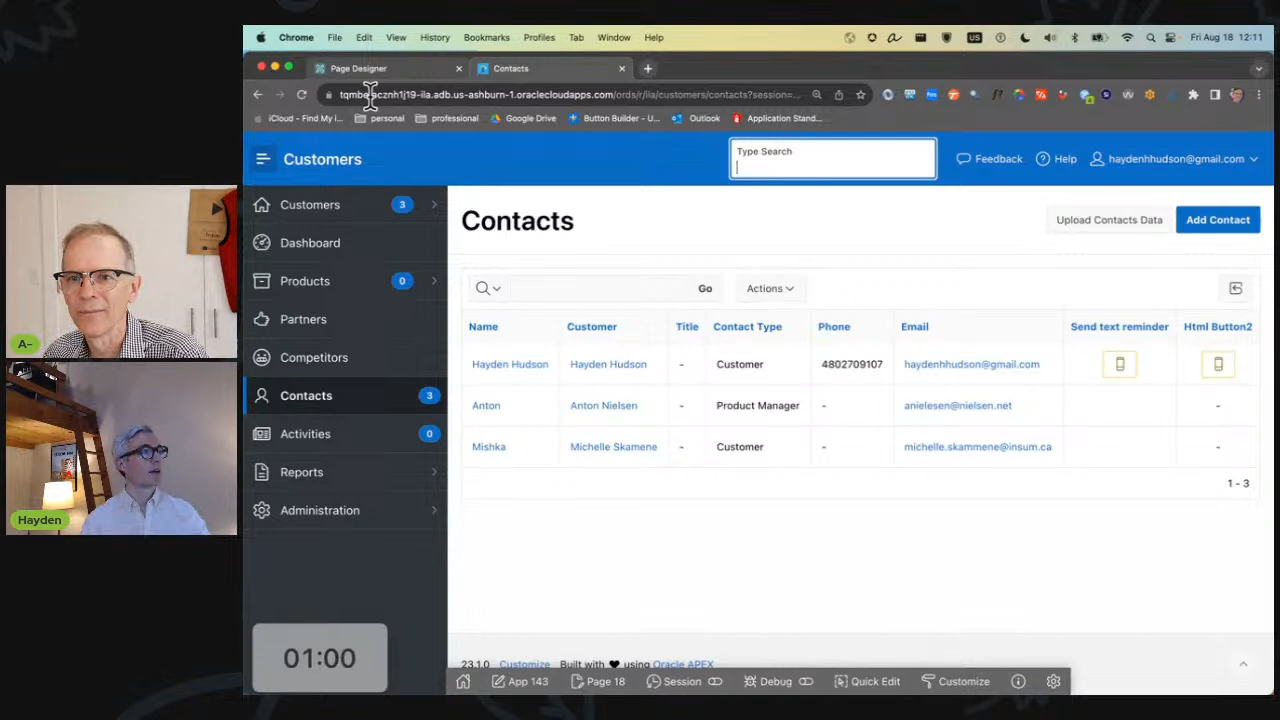 Chrome File Edit View History Bookmarks Profiles Tab Window Help US Fri Aug 18 12:11
Page Designer Contacts
oraclecloudapps.com/ords/r/ila/customers/contacts?session=...
iCloud - Find My i... personal professional Google Drive Button Builder - U... Outlook Application Stand...
Customers
Type Search
Feedback Help haydenhhudson@gmail.com
Customers 3
Dashboard
Products 0
Partners
Competitors
Contacts 3
Activities 0
Reports
Administration
Contacts
Upload Contacts Data Add Contact
Go Actions
Name Customer Title Contact Type Phone Email Send text reminder Html Button2
Hayden Hudson Hayden Hudson - Customer 4802709107 haydenhhudson@gmail.com
Anton Anton Nielsen - Product Manager - anielesen@nielsen.net -
Mishka Michelle Skamene - Customer - michelle.skammene@insum.ca -
1 - 3
A-
Hayden
01:00
23.1.0 Customize Built with ❤ using Oracle APEX
App 143 Page 18 Session Debug Quick Edit Customize